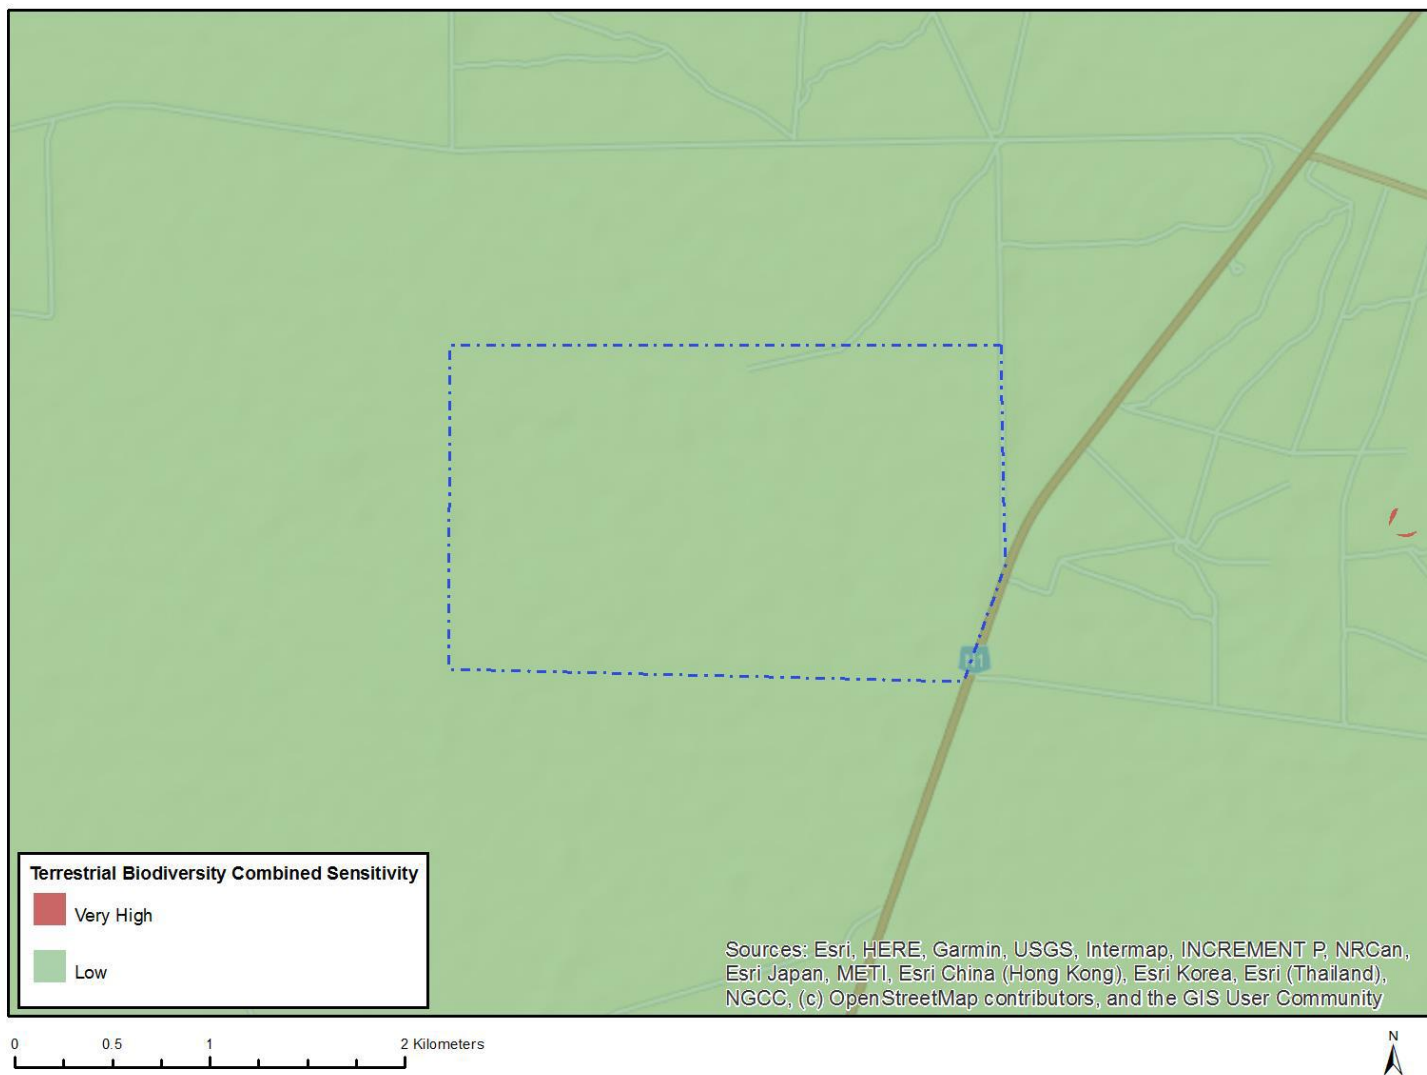 Terrestrial Biodiversity Combined Sensitivity
Very High
Low
Sources: Esri, HERE, Garmin, USGS, Intermap, INCREMENT P, NRCan,
Esri Japan, METI, Esri China (Hong Kong), Esri Korea, Esri (Thailand),
NGCC, (c) OpenStreetMap contributors, and the GIS User Community
0 0.5 1 2 Kilometers
N